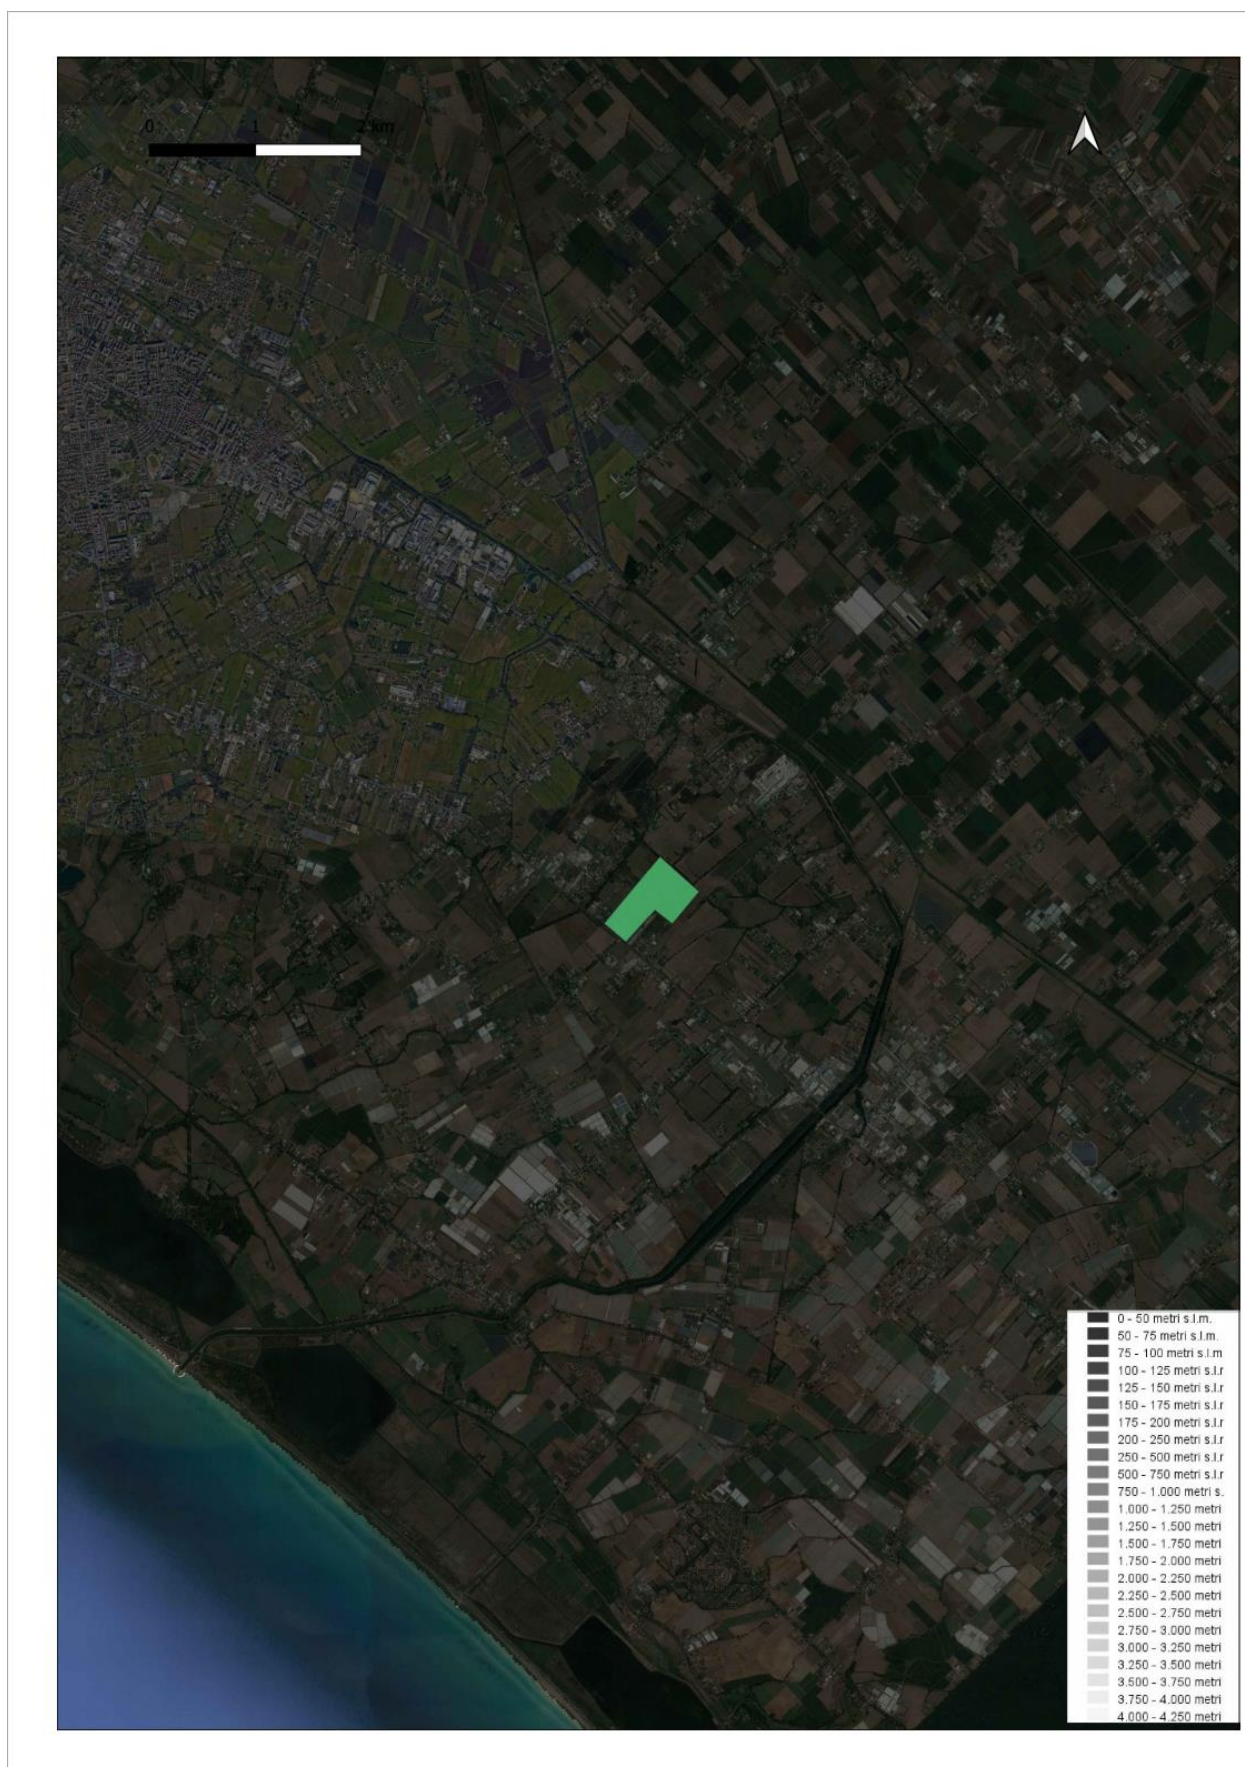 0 1 2 km
0 - 50 metri s.l.m.
50 - 75 metri s.l.m.
75 - 100 metri s.l.m
100 - 125 metri s.l.r
125 - 150 metri s.l.r
150 - 175 metri s.l.r
175 - 200 metri s.l.r
200 - 250 metri s.l.r
250 - 500 metri s.l.r
500 - 750 metri s.l.r
750 - 1.000 metri s.
1.000 - 1.250 metri
1.250 - 1.500 metri
1.500 - 1.750 metri
1.750 - 2.000 metri
2.000 - 2.250 metri
2.250 - 2.500 metri
2.500 - 2.750 metri
2.750 - 3.000 metri
3.000 - 3.250 metri
3.250 - 3.500 metri
3.500 - 3.750 metri
3.750 - 4.000 metri
4.000 - 4.250 metri